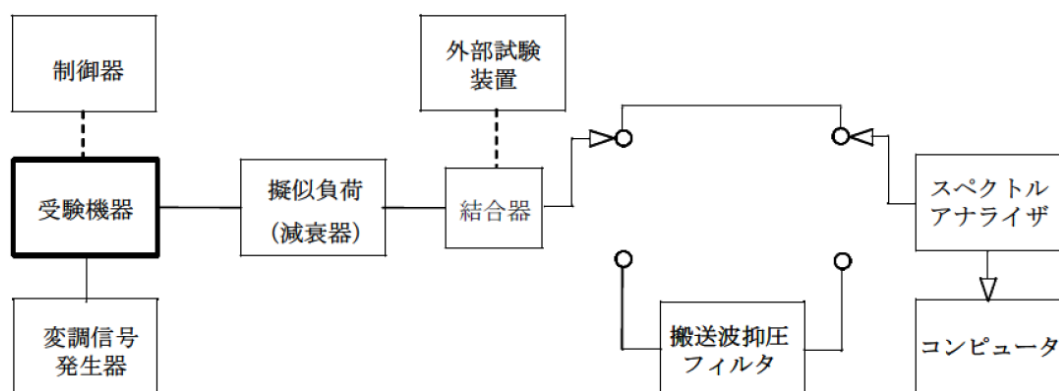 制御器
外部試験
装置
受験機器
擬似負荷
(減衰器)
結合器
スペクトル
アナライザ
変調信号
発生器
搬送波抑圧
フィルタ
コンピュータ